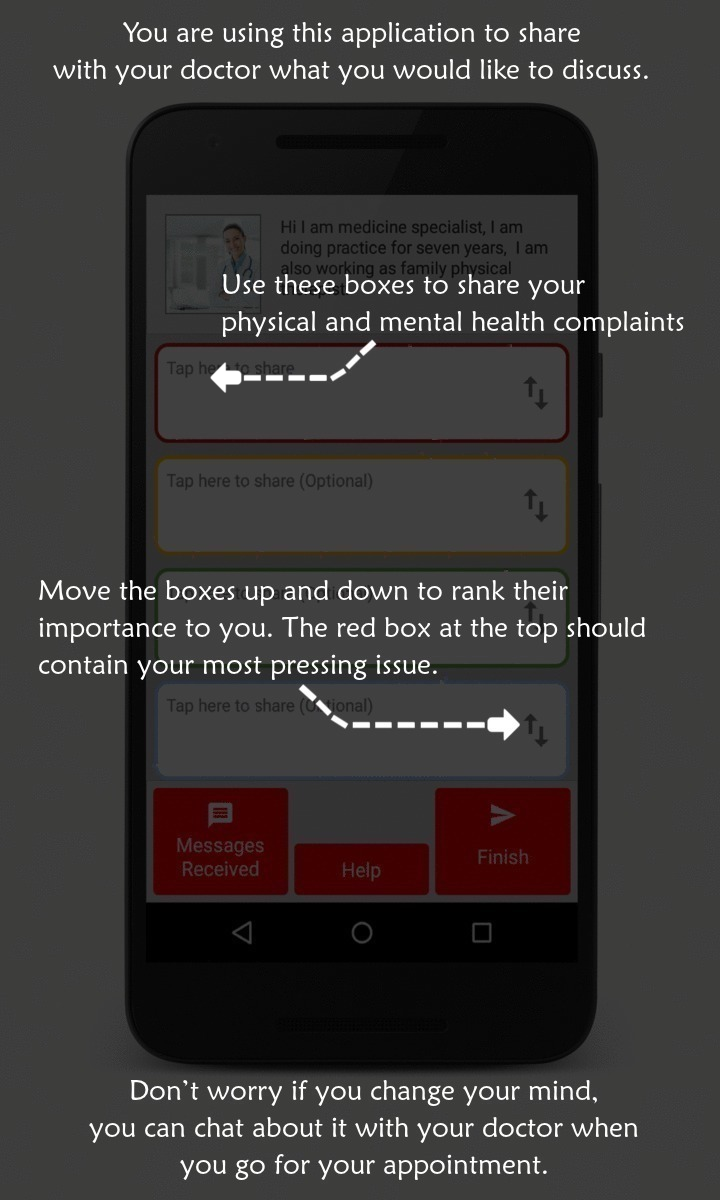 You are using this application to share
with your doctor what you would like to discuss.
Hi I am medicine specialist, I am
doing practice for seven years, I am
also working as family physical
Use these boxes to share your
physical and mental health complaints
Tap here to share
Tap here to share (Optional)
Move the boxes up and down to rank their
importance to you. The red box at the top should
contain your most pressing issue.
Tap here to share (Optional)
Messages
Received
Help
Finish
Don't worry if you change your mind,
you can chat about it with your doctor when
you go for your appointment.